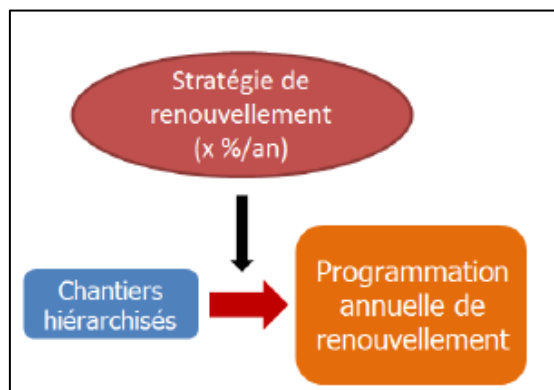 Stratégie de
renouvellement
(x %/an)
Chantiers
hiérarchisés
Programmation
annuelle de
renouvellement